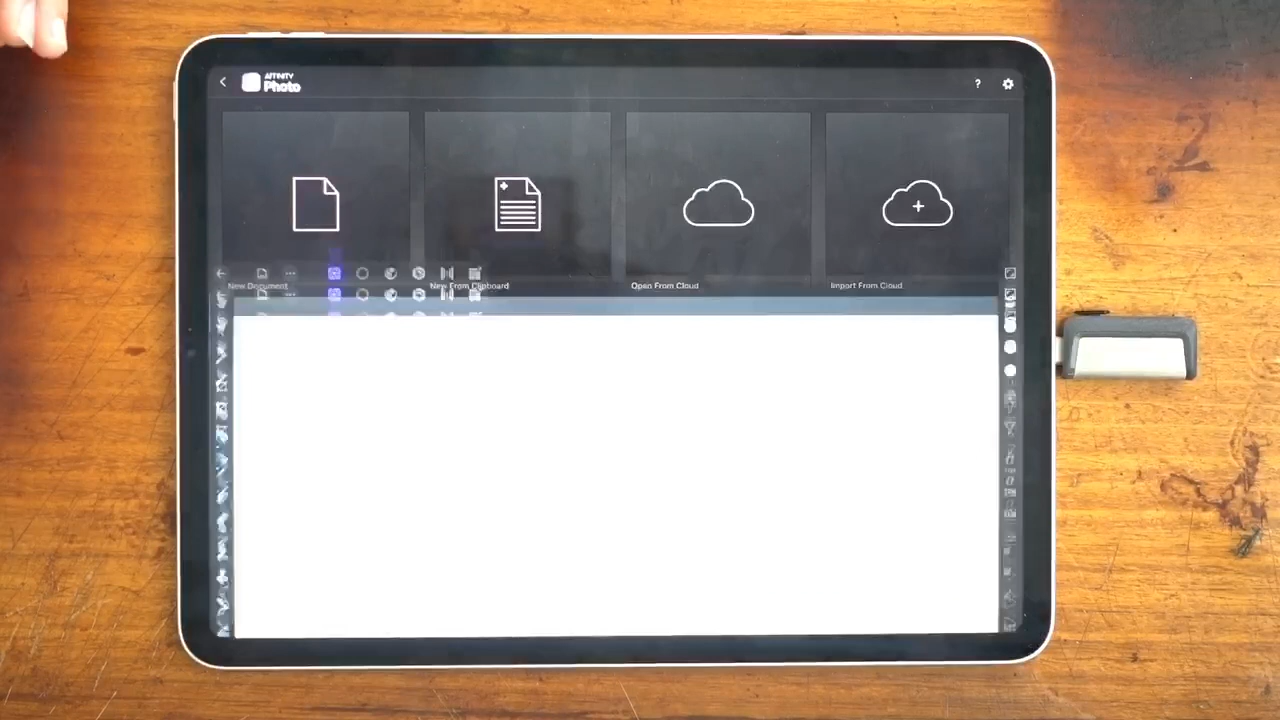 AFFINITY
Photo
?
New Document
New From Clipboard
Open From Cloud
Import From Cloud